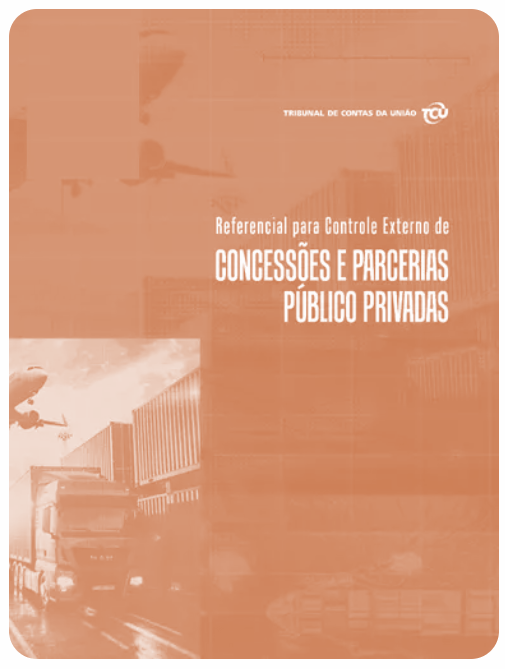 TRIBUNAL DE CONTAS DA UNIÃO TCU
Referencial para Controle Externo de
CONCESSÕES E PARCERIAS
PÚBLICO PRIVADAS